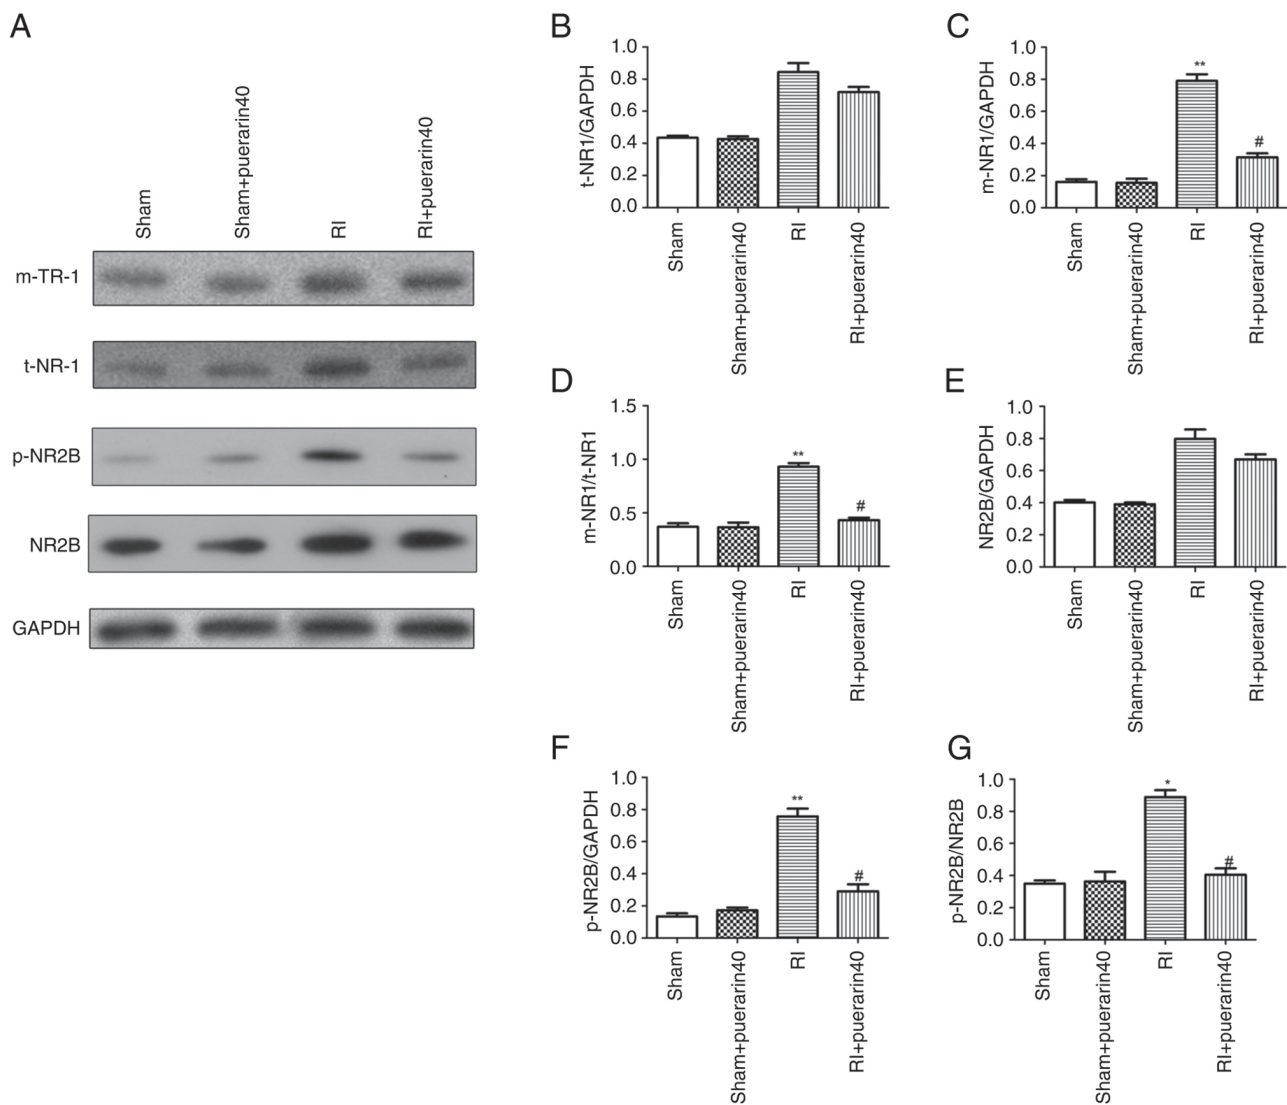 A
Sham
Sham+puerarin40
RI
RI+puerarin40
m-TR-1
t-NR-1
p-NR2B
NR2B
GAPDH
B
t-NR1/GAPDH
1.0
0.8
0.6
0.4
0.2
0.0
Sham
Sham+puerarin40
RI
RI+puerarin40
C
m-NR1/GAPDH
1.0
0.8
0.6
0.4
0.2
0.0
**
#
Sham
Sham+puerarin40
RI
RI+puerarin40
D
m-NR1/t-NR1
1.5
1.0
0.5
0.0
**
#
Sham
Sham+puerarin40
RI
RI+puerarin40
E
NR2B/GAPDH
1.0
0.8
0.6
0.4
0.2
0.0
Sham
Sham+puerarin40
RI
RI+puerarin40
F
p-NR2B/GAPDH
1.0
0.8
0.6
0.4
0.2
0.0
**
#
Sham
Sham+puerarin40
RI
RI+puerarin40
G
p-NR2B/NR2B
1.0
0.8
0.6
0.4
0.2
0.0
*
#
Sham
Sham+puerarin40
RI
RI+puerarin40